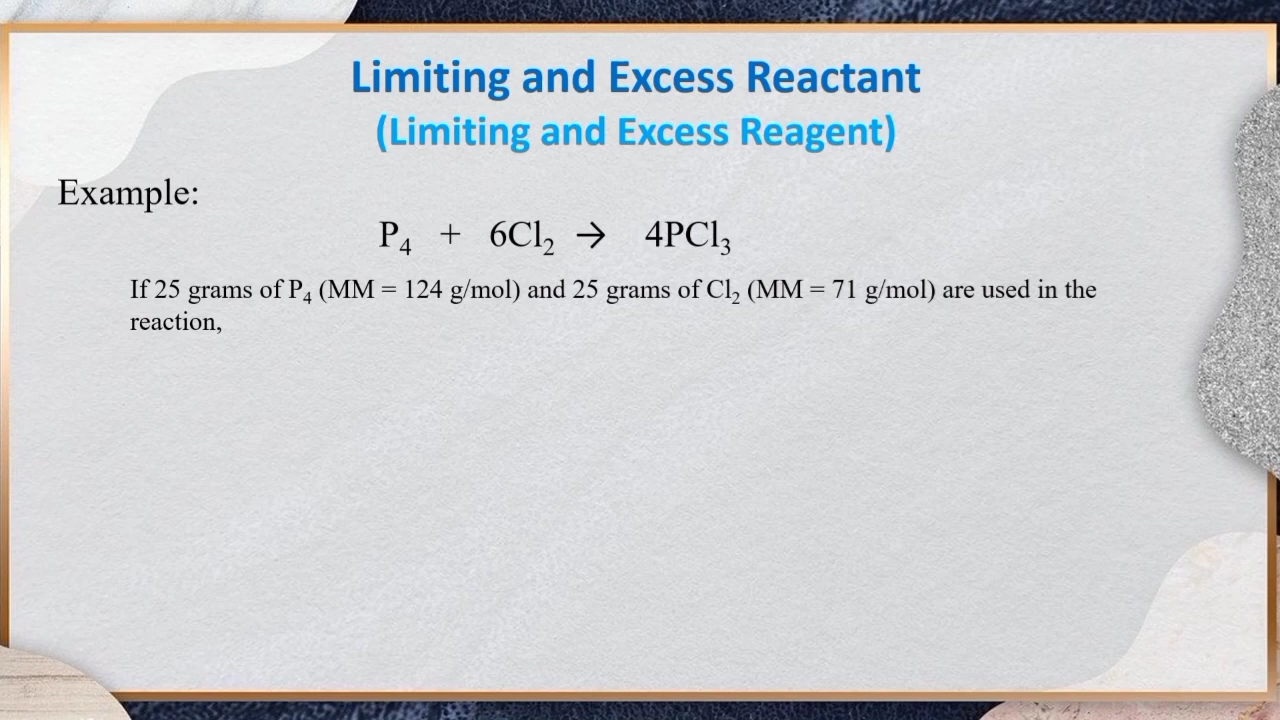 Limiting and Excess Reactant
(Limiting and Excess Reagent)
Example:
P₄ + 6Cl₂ → 4PCl₃
If 25 grams of P₄ (MM = 124 g/mol) and 25 grams of Cl₂ (MM = 71 g/mol) are used in the
reaction,